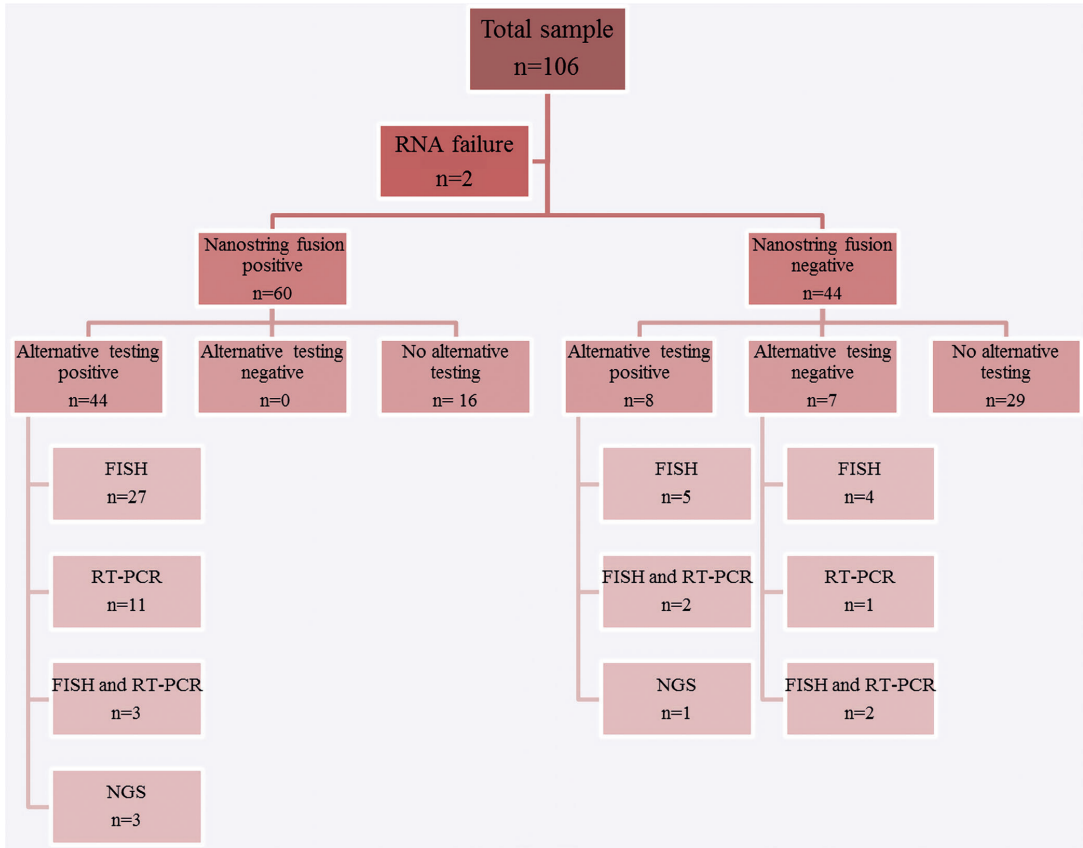 Total sample
n=106
RNA failure
n=2
Nanostring fusion
positive
n=60
Nanostring fusion
negative
n=44
Alternative testing
positive
n=44
Alternative testing
negative
n=0
No alternative
testing
n= 16
Alternative testing
positive
n=8
Alternative tesing
negative
n=7
No alternative
testing
n=29
FISH
n=27
RT-PCR
n=11
FISH and RT-PCR
n=3
NGS
n=3
FISH
n=5
FISH and RT-PCR
n=2
NGS
n=1
FISH
n=4
RT-PCR
n=1
FISH and RT-PCR
n=2